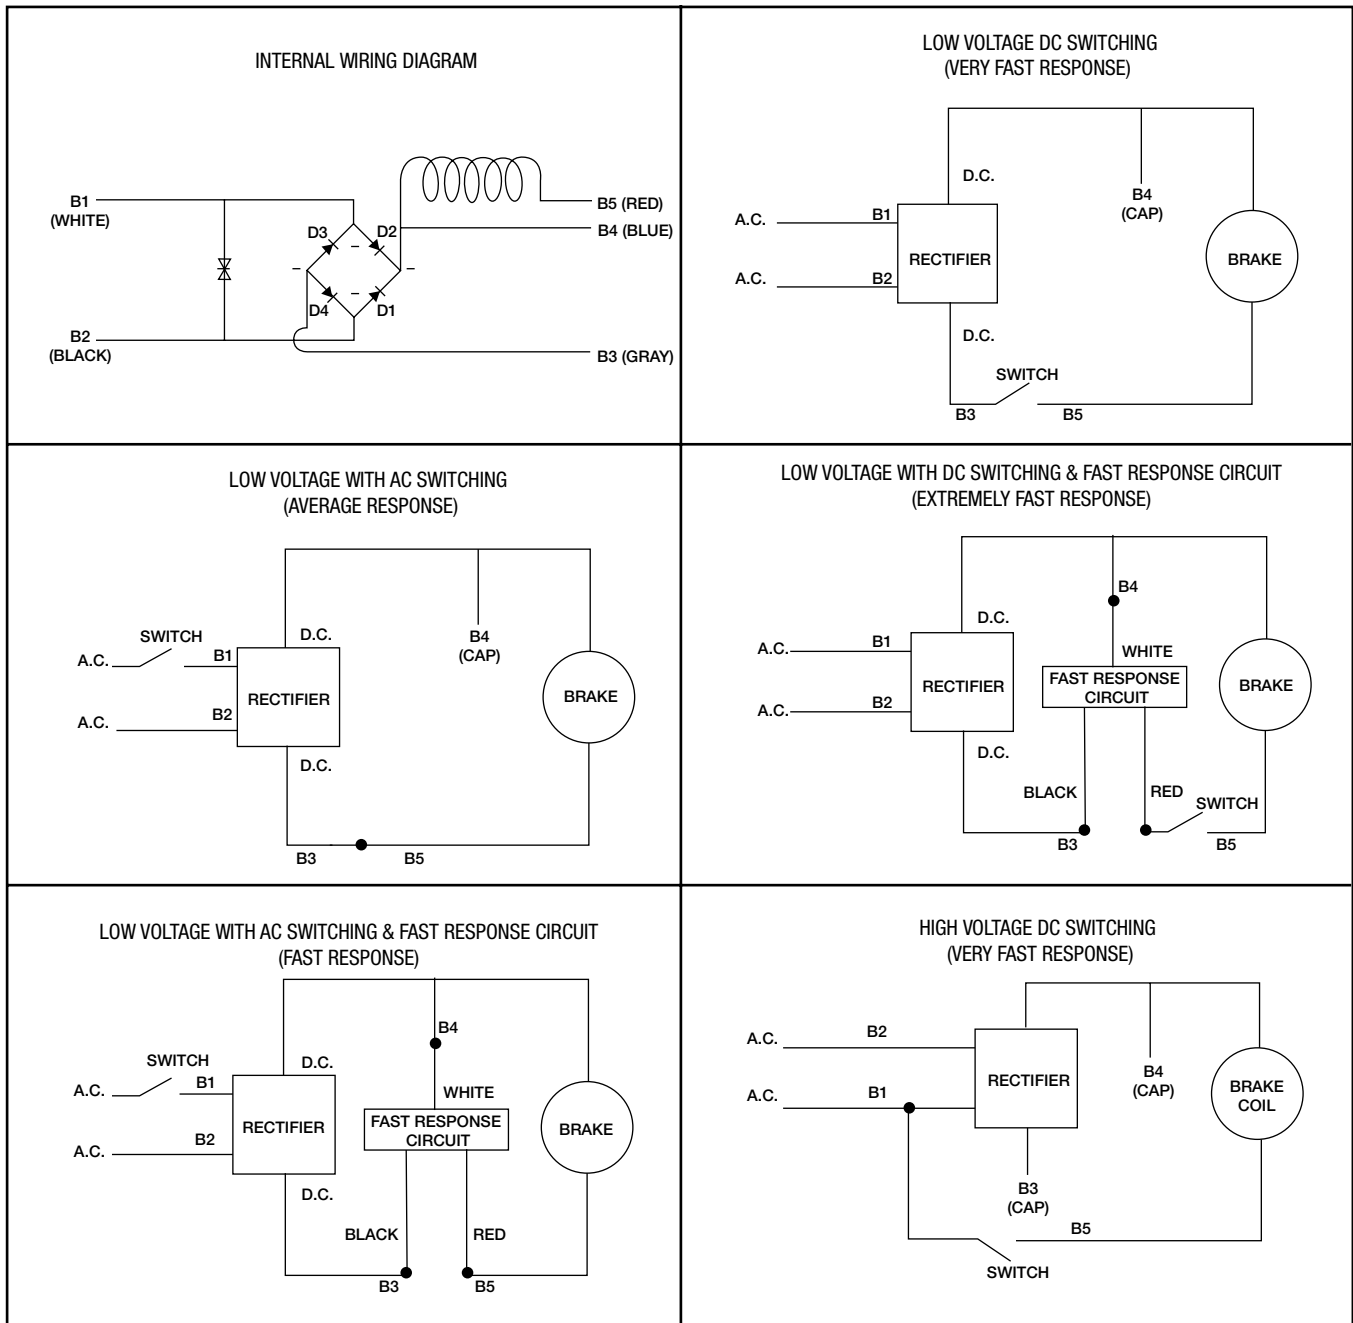 INTERNAL WIRING DIAGRAM
B1
(WHITE)
B5 (RED)
B4 (BLUE)
D3
D2
D4
D1
B2
(BLACK)
B3 (GRAY)
LOW VOLTAGE DC SWITCHING
(VERY FAST RESPONSE)
D.C.
B4
(CAP)
A.C.
B1
RECTIFIER
BRAKE
A.C.
B2
D.C.
SWITCH
B3
B5
LOW VOLTAGE WITH AC SWITCHING
(AVERAGE RESPONSE)
D.C.
B4
(CAP)
SWITCH
A.C.
B1
RECTIFIER
BRAKE
A.C.
B2
D.C.
B3
B5
LOW VOLTAGE WITH DC SWITCHING & FAST RESPONSE CIRCUIT
(EXTREMELY FAST RESPONSE)
B4
D.C.
A.C.
B1
WHITE
RECTIFIER
FAST RESPONSE
CIRCUIT
BRAKE
A.C.
B2
D.C.
BLACK
RED
SWITCH
B3
B5
LOW VOLTAGE WITH AC SWITCHING & FAST RESPONSE CIRCUIT
(FAST RESPONSE)
B4
SWITCH
D.C.
A.C.
B1
WHITE
RECTIFIER
FAST RESPONSE
CIRCUIT
BRAKE
A.C.
B2
D.C.
BLACK
RED
B3
B5
HIGH VOLTAGE DC SWITCHING
(VERY FAST RESPONSE)
A.C.
B2
B4
(CAP)
RECTIFIER
BRAKE
COIL
A.C.
B1
B3
(CAP)
B5
SWITCH